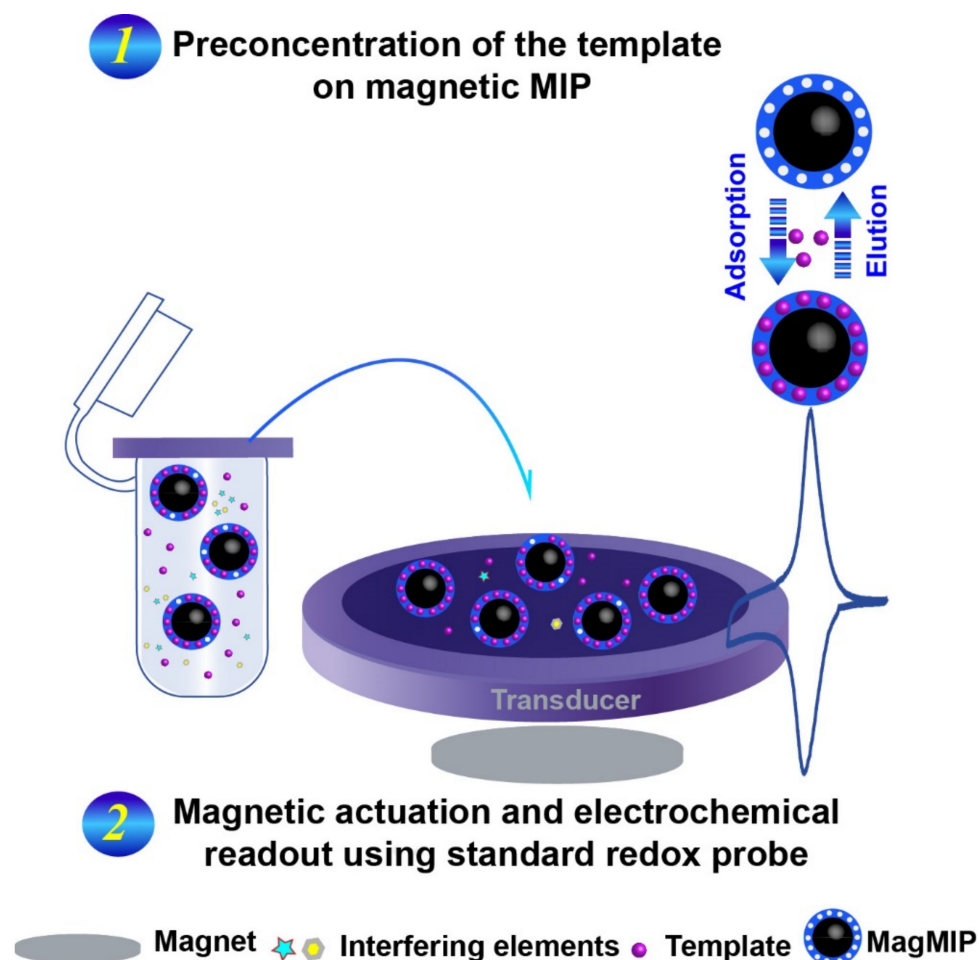 1 Preconcentration of the template
on magnetic MIP
Adsorption
Elution
Transducer
2 Magnetic actuation and electrochemical
readout using standard redox probe
Magnet Interfering elements Template MagMIP